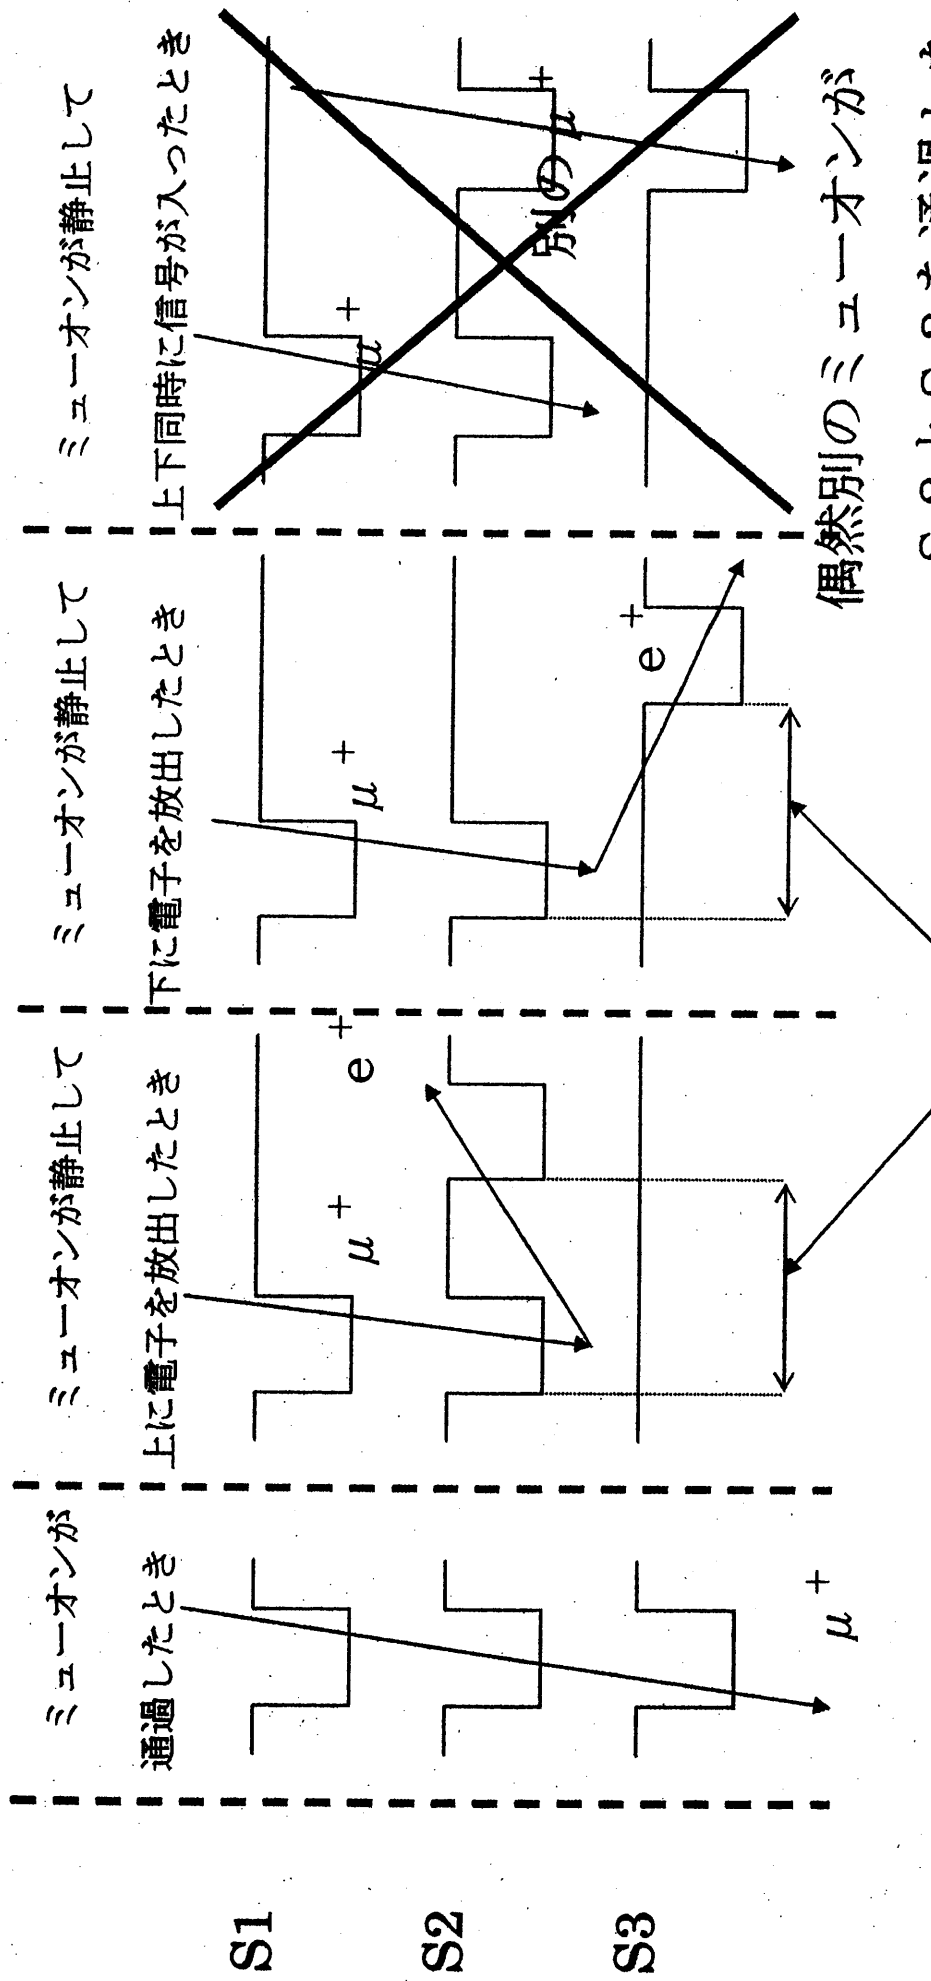 ミューオンが
通過したとき
ミューオンが静止して
上に電子を放出したとき
ミューオンが静止して
下に電子を放出したとき
ミューオンが静止して
上下同時に信号が入ったとき
S1
S2
S3
μ+
μ+
e+
μ+
e+
μ+
別のμ+
偶然別のミューオンが